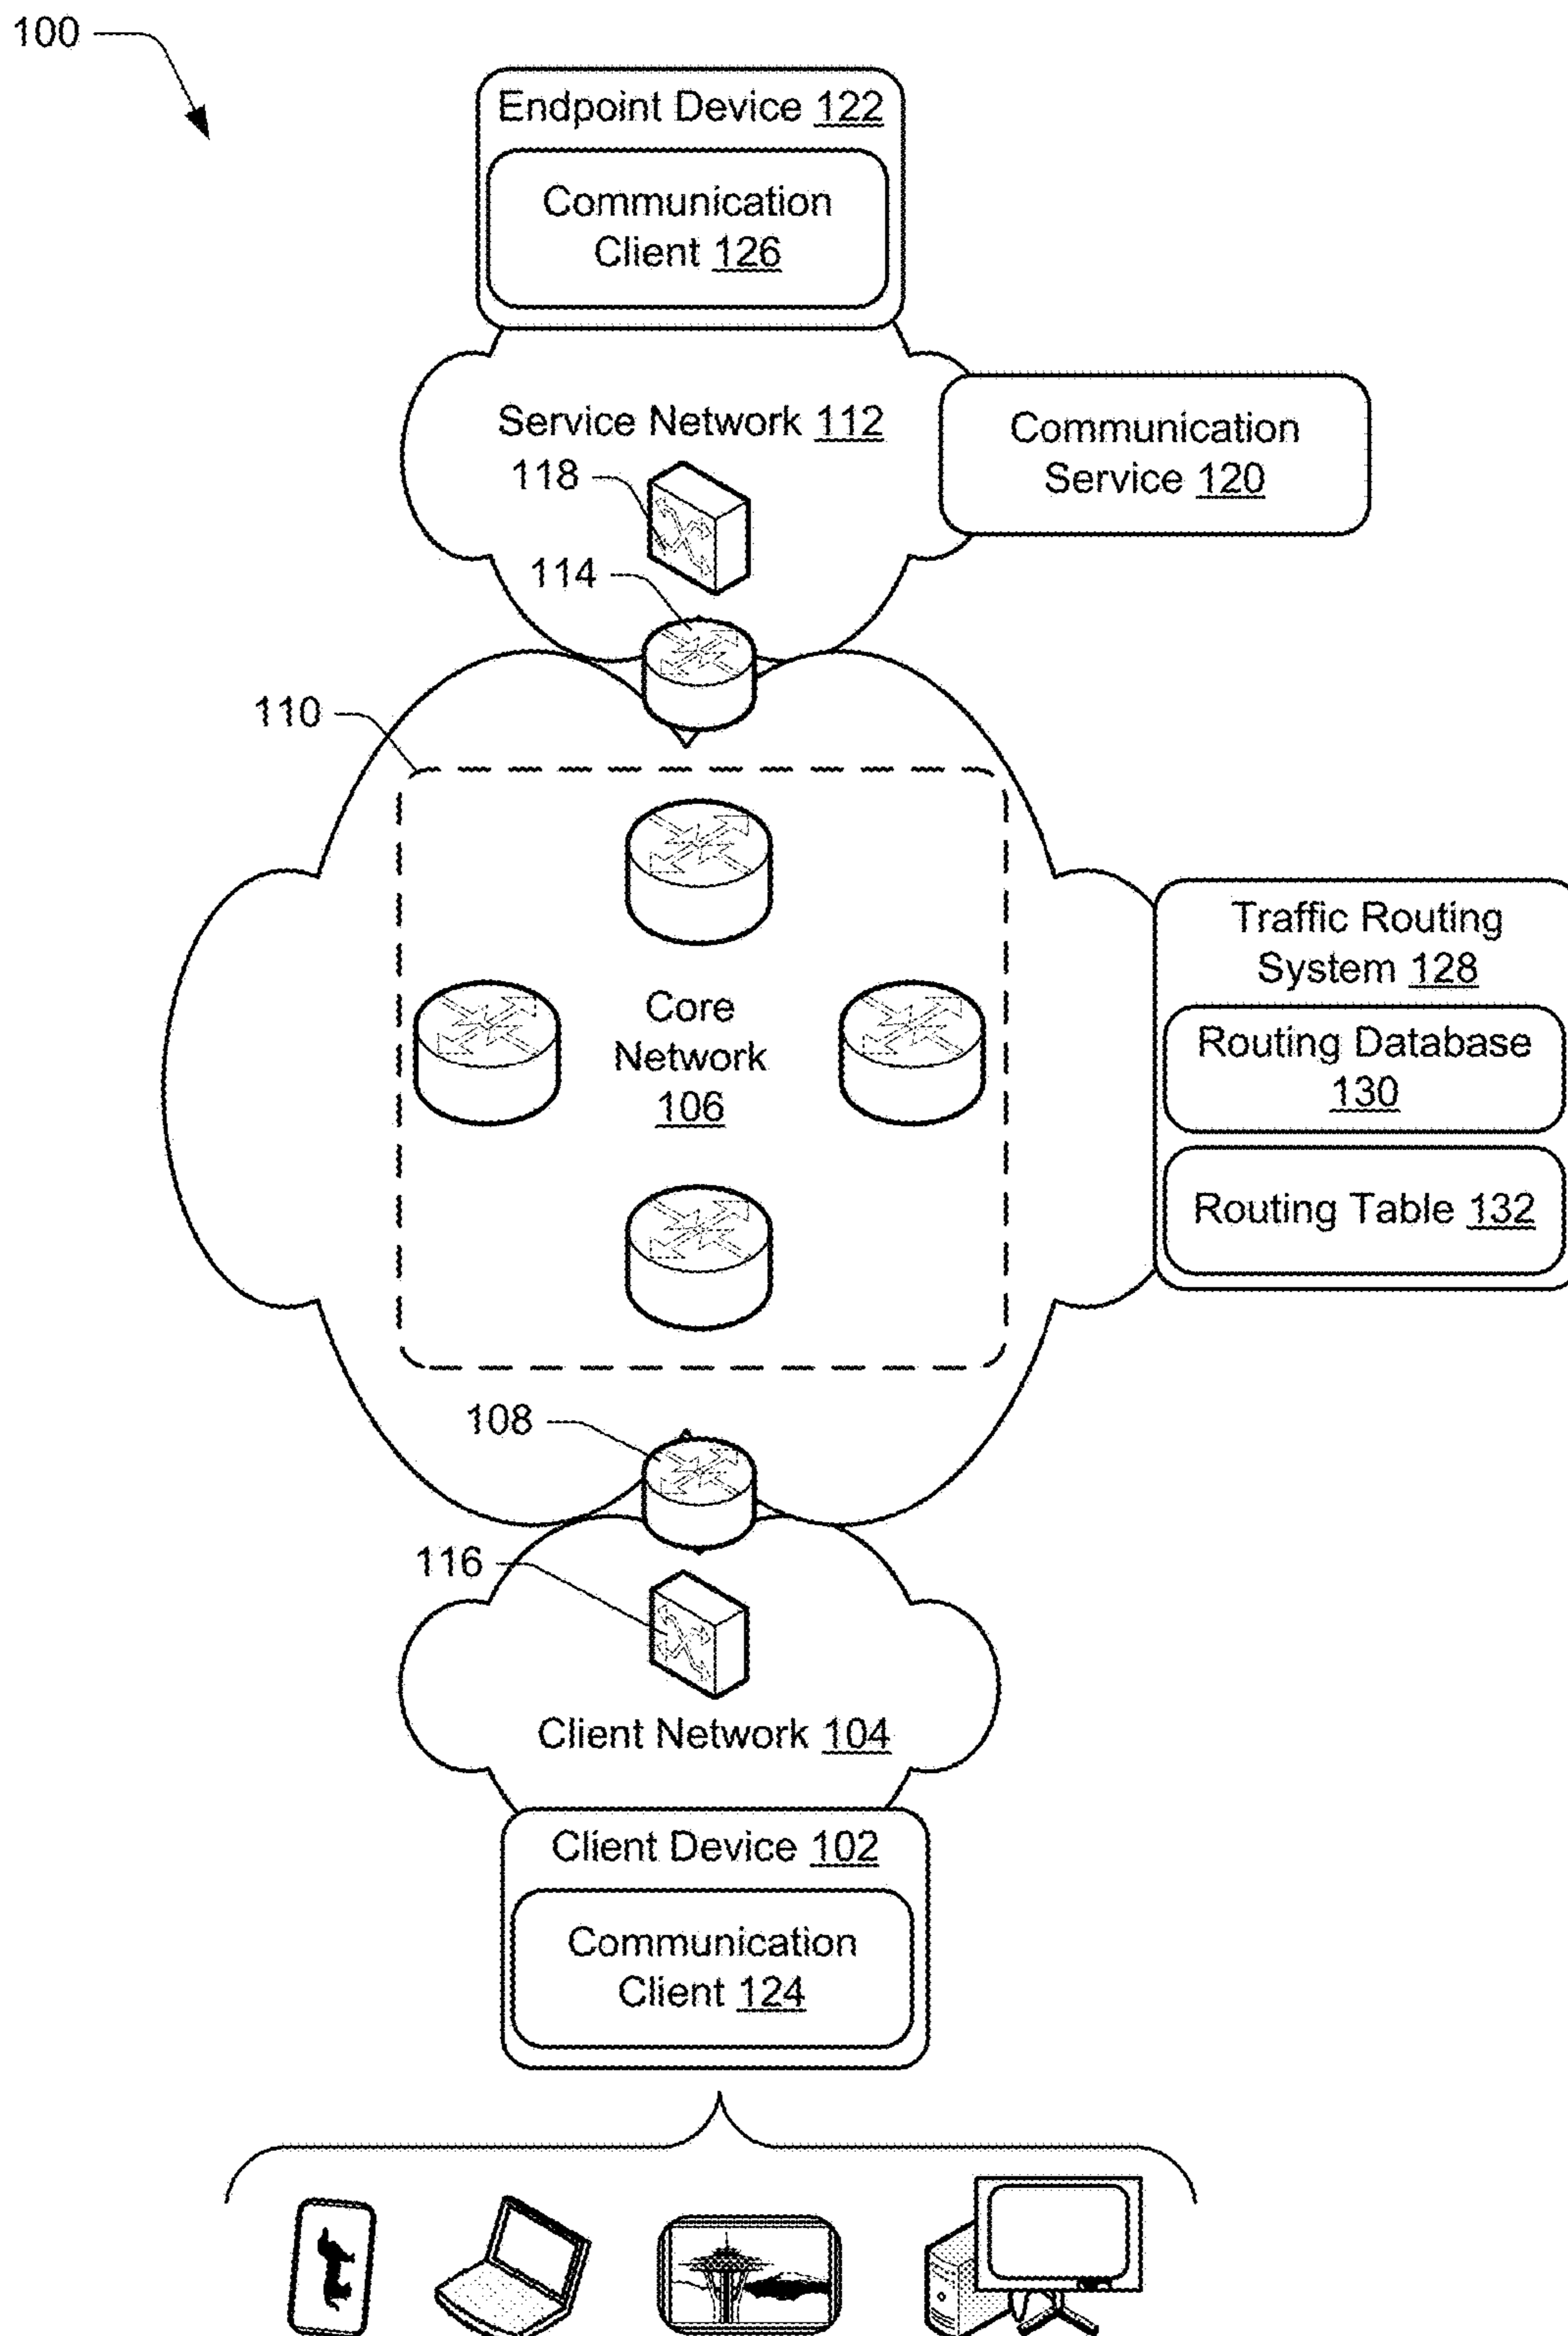 100
Endpoint Device 122
Communication
Client 126
Service Network 112
Communication
Service 120
118
114
110
Core
Network
106
Traffic Routing
System 128
Routing Database
130
Routing Table 132
108
116
Client Network 104
Client Device 102
Communication
Client 124